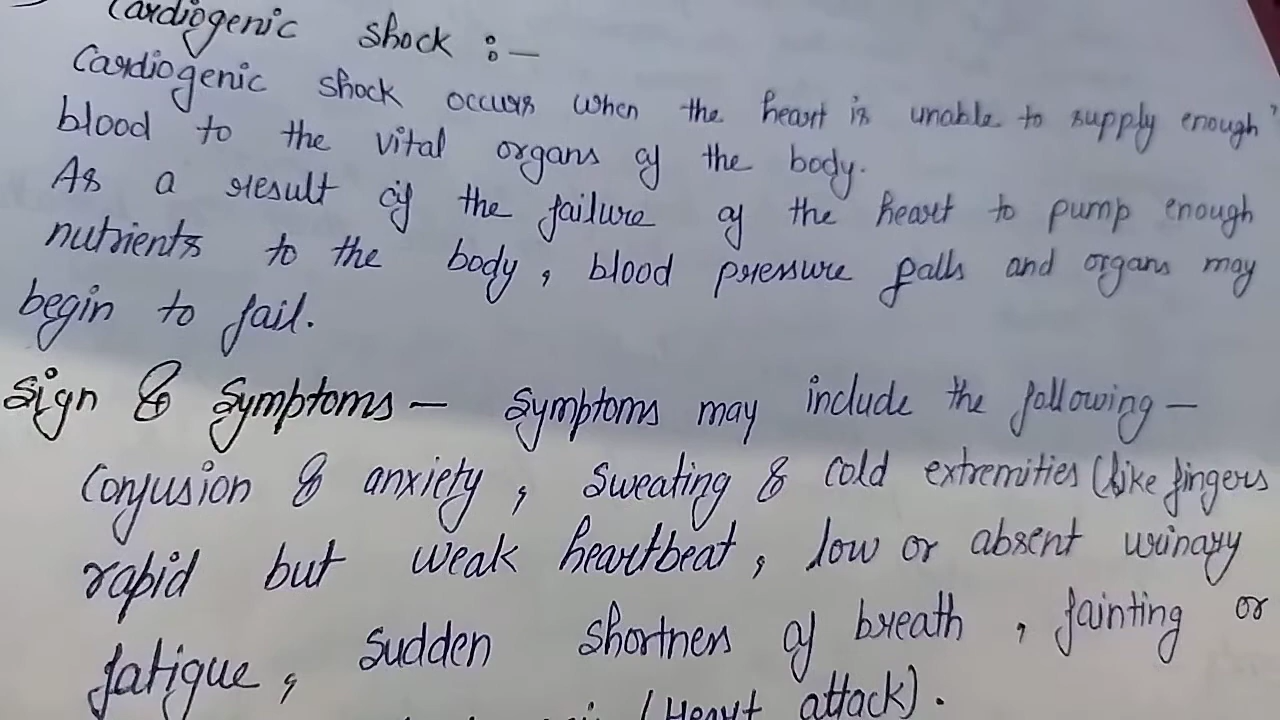 Cardiogenic shock :-
Cardiogenic shock occurs when the heart is unable to supply enough
blood to the vital organs of the body.
As a result of the failure of the heart to pump enough
nutrients to the body, blood pressure falls and organs may
begin to fail.
Sign & Symptoms - Symptoms may include the following -
Confusion & anxiety, Sweating & cold extremities (like fingers
rapid but weak heartbeat, low or absent urinary
fatigue, sudden shortness of breath, fainting or
(Heart attack).